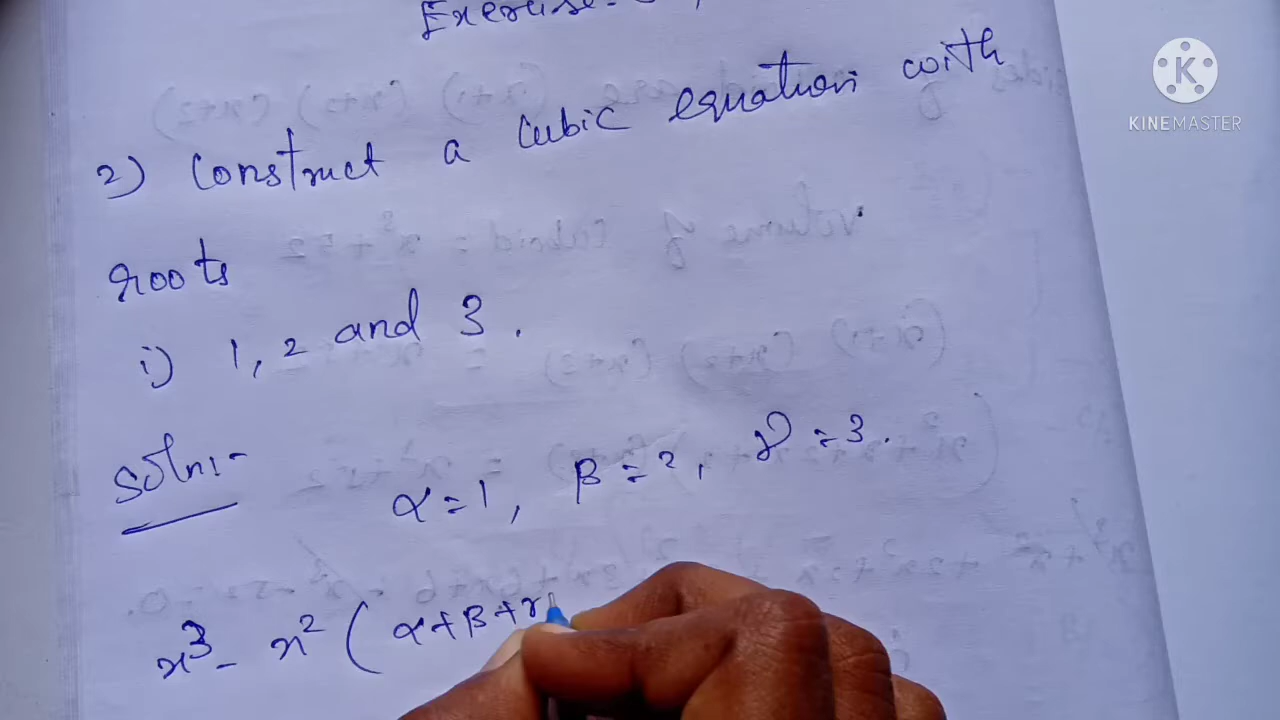 Exercise-
2) Construct a cubic equation with
roots
i) 1, 2 and 3.
Soln:-
α=1, β=2, γ=3.
x³- x² ( α+β+γ
KINEMASTER